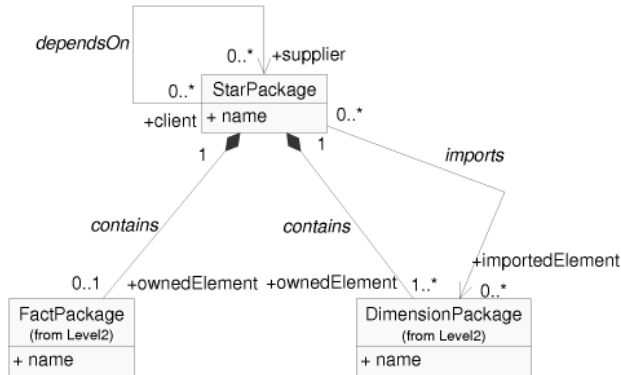 dependsOn
0..* +supplier
0..* StarPackage
+client + name 0..*
1 1
imports
contains contains
+importedElement
0..1 +ownedElement +ownedElement 1..* 0..*
FactPackage DimensionPackage
(from Level2) (from Level2)
+ name + name